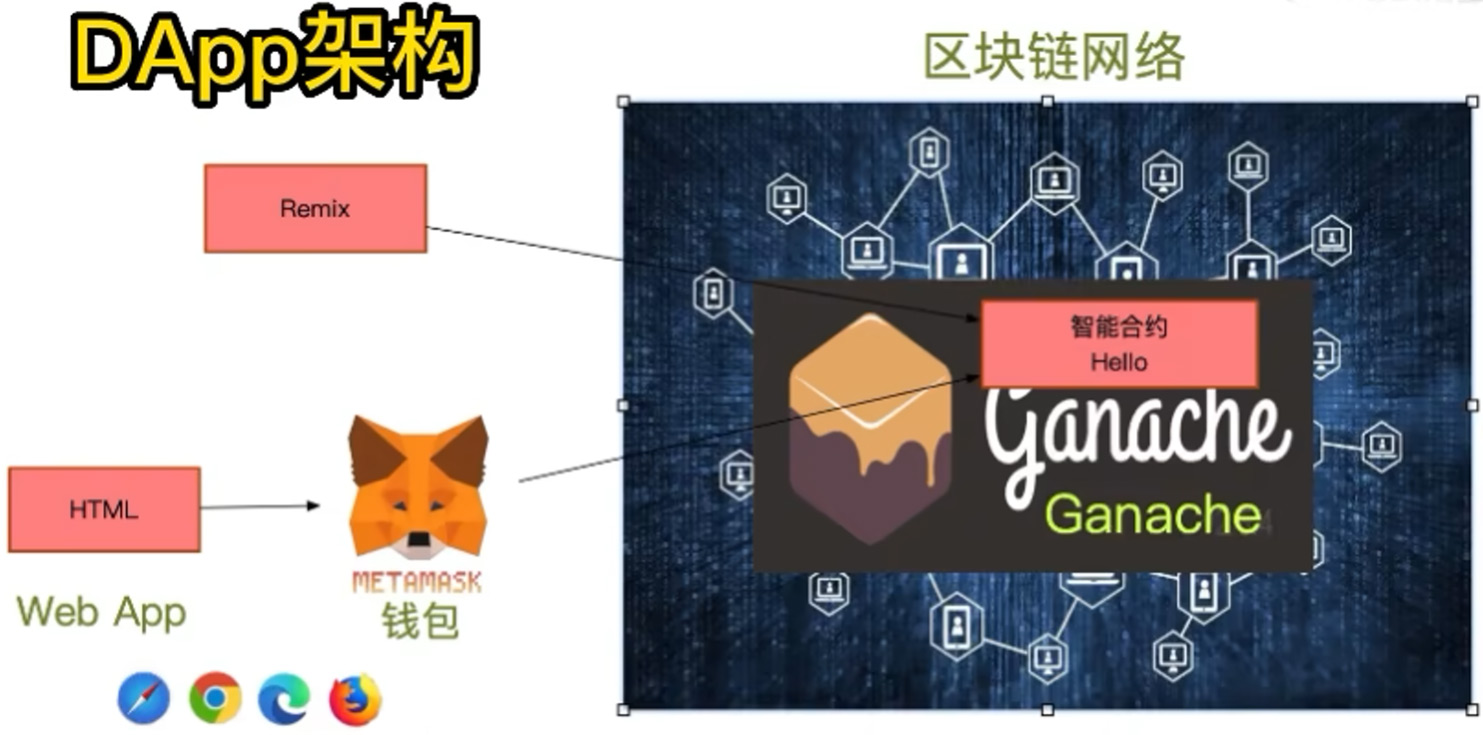 DApp架构
区块链网络
Remix
智能合约
Hello
Ganache
Ganache
HTML
METAMASK
钱包
Web App